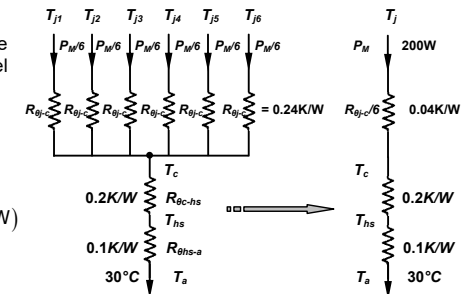 T_j1 T_j2 T_j3 T_j4 T_j5 T_j6 T_j
P_M/6 P_M/6 P_M/6 P_M/6 P_M/6 P_M/6 P_M 200W
e
el
R_θj-c R_θj-c R_θj-c R_θj-c R_θj-c R_θj-c = 0.24K/W R_θj-c/6 0.04K/W
T_c T_c
0.2K/W R_θc-hs 0.2K/W
W)
T_hs T_hs
0.1K/W R_θhs-a 0.1K/W
30°C T_a T_a 30°C